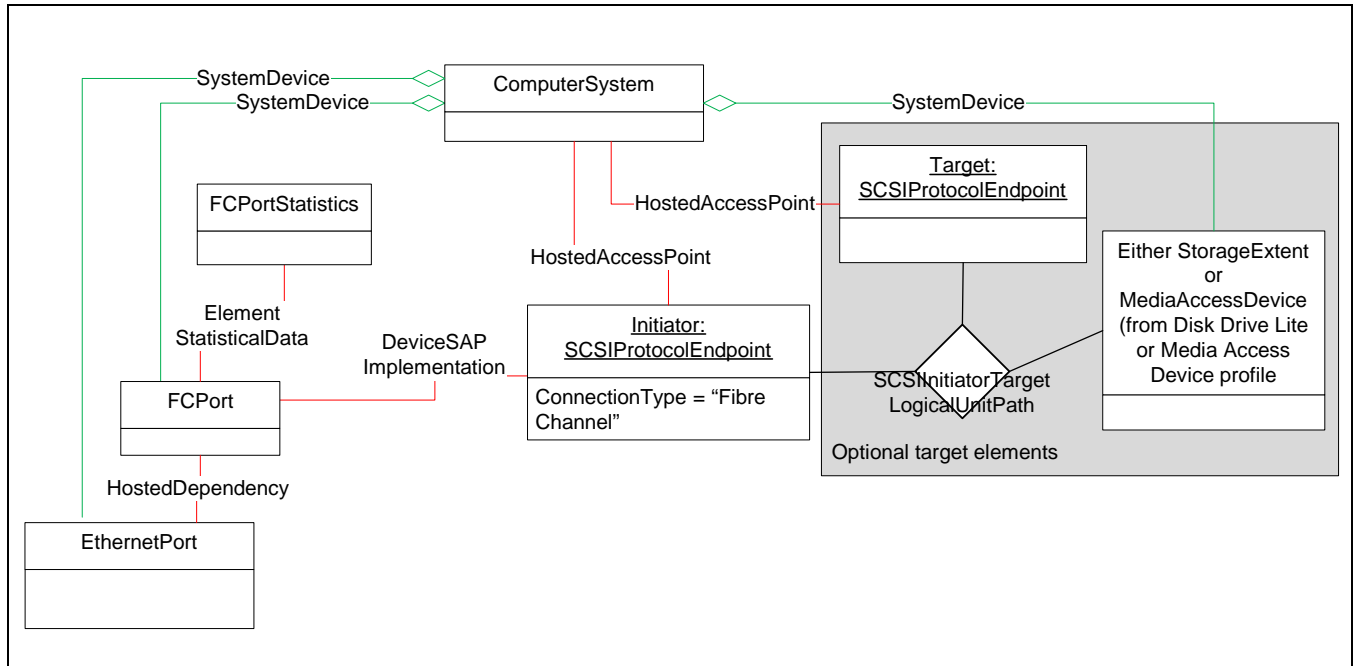 SystemDevice
SystemDevice
ComputerSystem
SystemDevice
Target:
SCSIProtocolEndpoint
FCPortStatistics
HostedAccessPoint
HostedAccessPoint
Either StorageExtent
or
MediaAccessDevice
(from Disk Drive Lite
or Media Access
Device profile
Element
StatisticalData
DeviceSAP
Implementation
Initiator:
SCSIProtocolEndpoint
ConnectionType = “Fibre
Channel”
SCSIInitiatorTarget
LogicalUnitPath
FCPort
Optional target elements
HostedDependency
EthernetPort